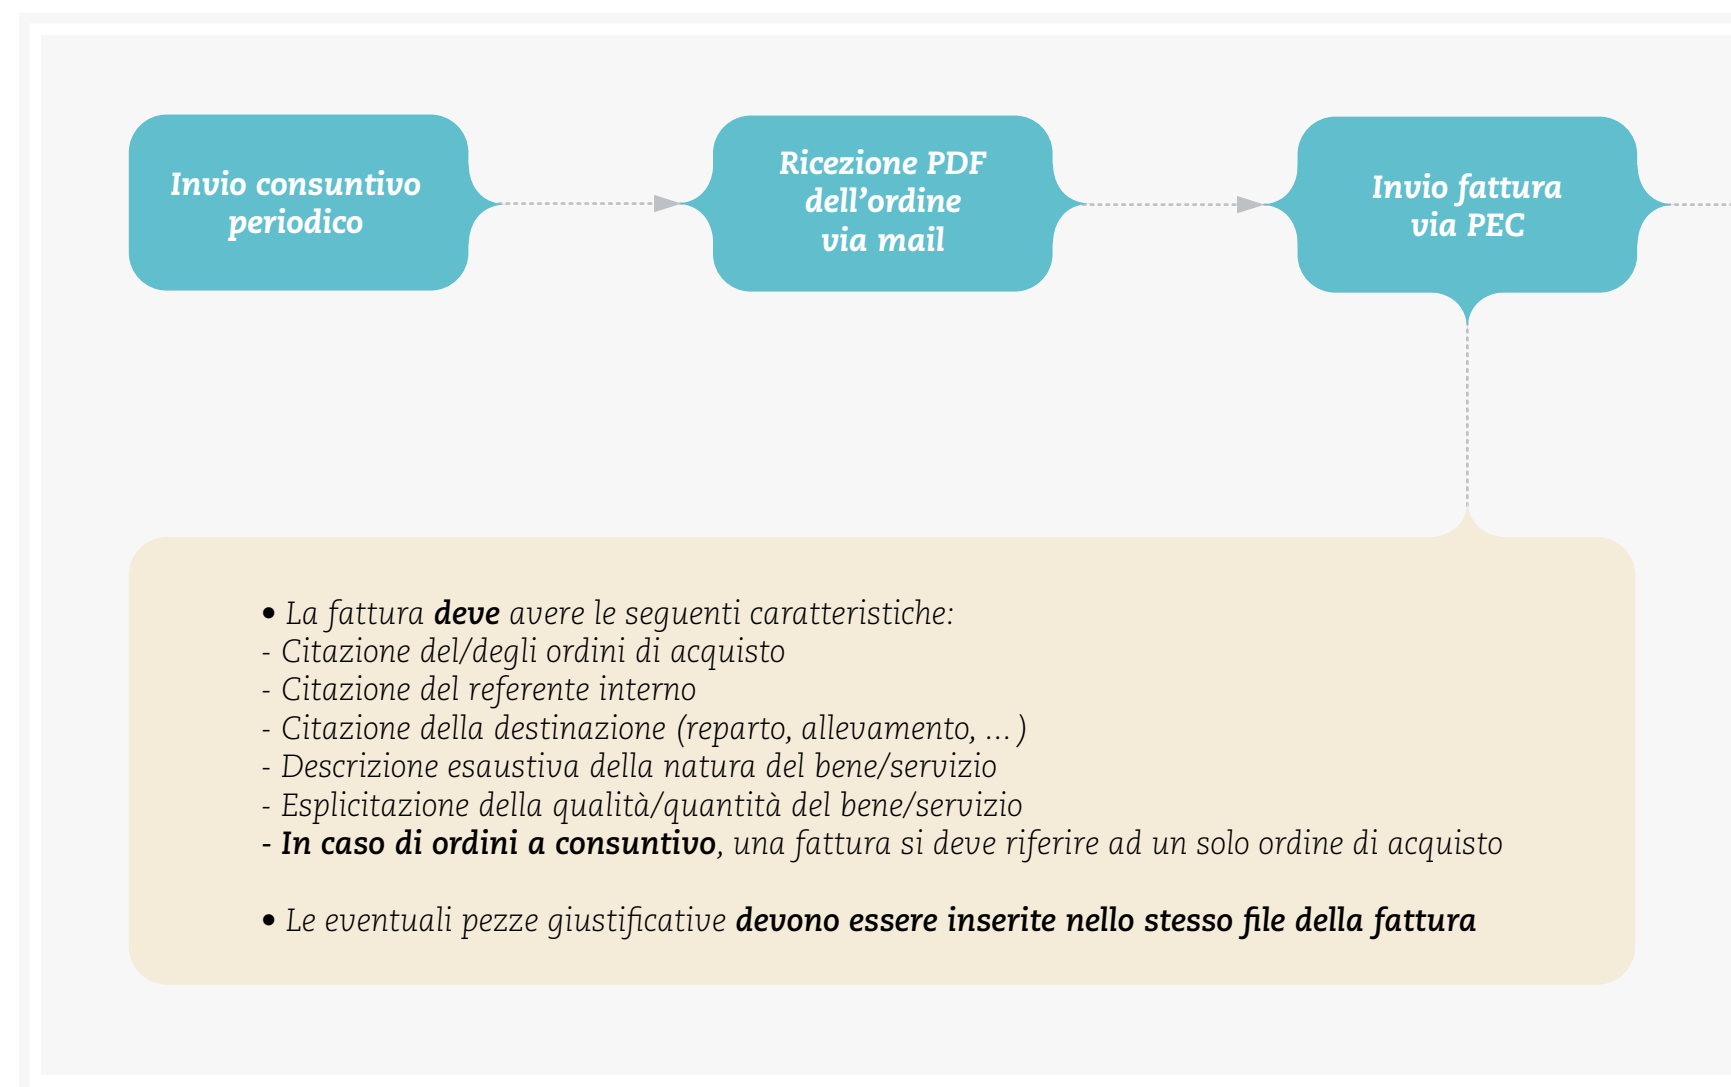 Invio consuntivo
periodico
Ricezione PDF
dell'ordine
via mail
Invio fattura
via PEC
• La fattura deve avere le seguenti caratteristiche:
- Citazione del/degli ordini di acquisto
- Citazione del referente interno
- Citazione della destinazione (reparto, allevamento, ... )
- Descrizione esaustiva della natura del bene/servizio
- Esplicitazione della qualità/quantità del bene/servizio
- In caso di ordini a consuntivo, una fattura si deve riferire ad un solo ordine di acquisto
• Le eventuali pezze giustificative devono essere inserite nello stesso file della fattura